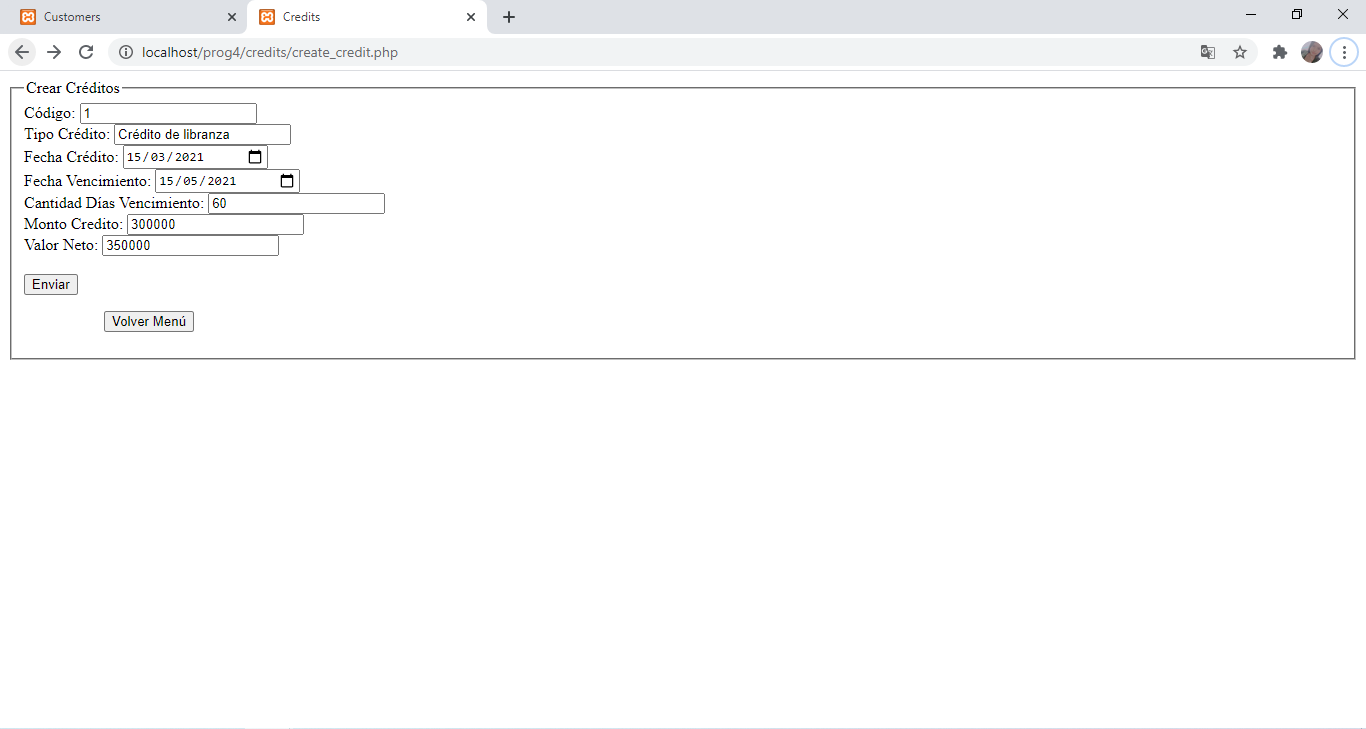 Customers
Credits
localhost/prog4/credits/create_credit.php
Crear Créditos
Código: 1
Tipo Crédito: Crédito de libranza
Fecha Crédito: 15/03/2021
Fecha Vencimiento: 15/05/2021
Cantidad Días Vencimiento: 60
Monto Credito: 300000
Valor Neto: 350000
Enviar
Volver Menú